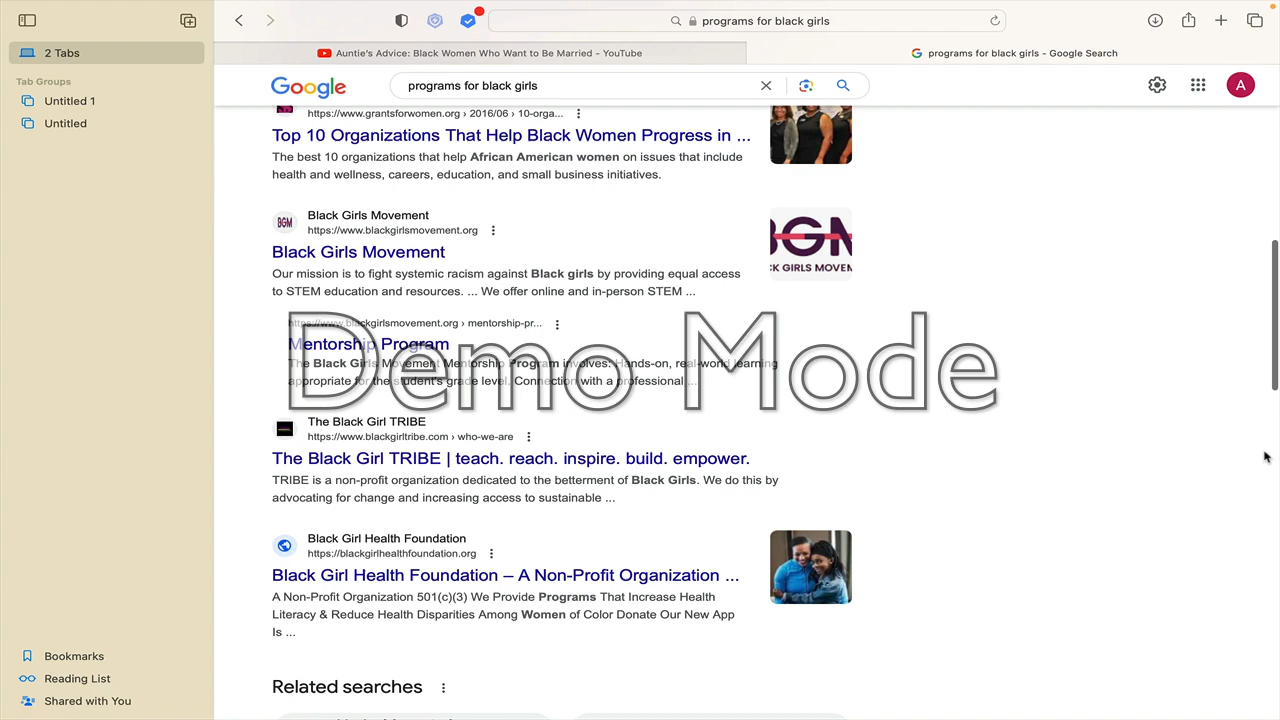 programs for black girls
2 Tabs
Auntie's Advice: Black Women Who Want to Be Married - YouTube
programs for black girls - Google Search
Tab Groups
Untitled 1
Untitled
Google
programs for black girls
A
https://www.grantsforwomen.org › 2016/06 › 10-orga...
Top 10 Organizations That Help Black Women Progress in ...
The best 10 organizations that help African American women on issues that include
health and wellness, careers, education, and small business initiatives.
BGM
Black Girls Movement
https://www.blackgirlsmovement.org
Black Girls Movement
Our mission is to fight systemic racism against Black girls by providing equal access
to STEM education and resources. ... We offer online and in-person STEM ...
BGM
CK GIRLS MOVEM
https://www.blackgirlsmovement.org › mentorship-pr...
Mentorship Program
The Black Girls Movement Mentorship Program involves: Hands-on, real-world learning
appropriate for the student's grade level. Connection with a professional ...
Demo Mode
The Black Girl TRIBE
https://www.blackgirltribe.com › who-we-are
The Black Girl TRIBE | teach. reach. inspire. build. empower.
TRIBE is a non-profit organization dedicated to the betterment of Black Girls. We do this by
advocating for change and increasing access to sustainable ...
Black Girl Health Foundation
https://blackgirlhealthfoundation.org
Black Girl Health Foundation – A Non-Profit Organization ...
A Non-Profit Organization 501(c)(3) We Provide Programs That Increase Health
Literacy & Reduce Health Disparities Among Women of Color Donate Our New App
Is ...
Related searches
Bookmarks
Reading List
Shared with You